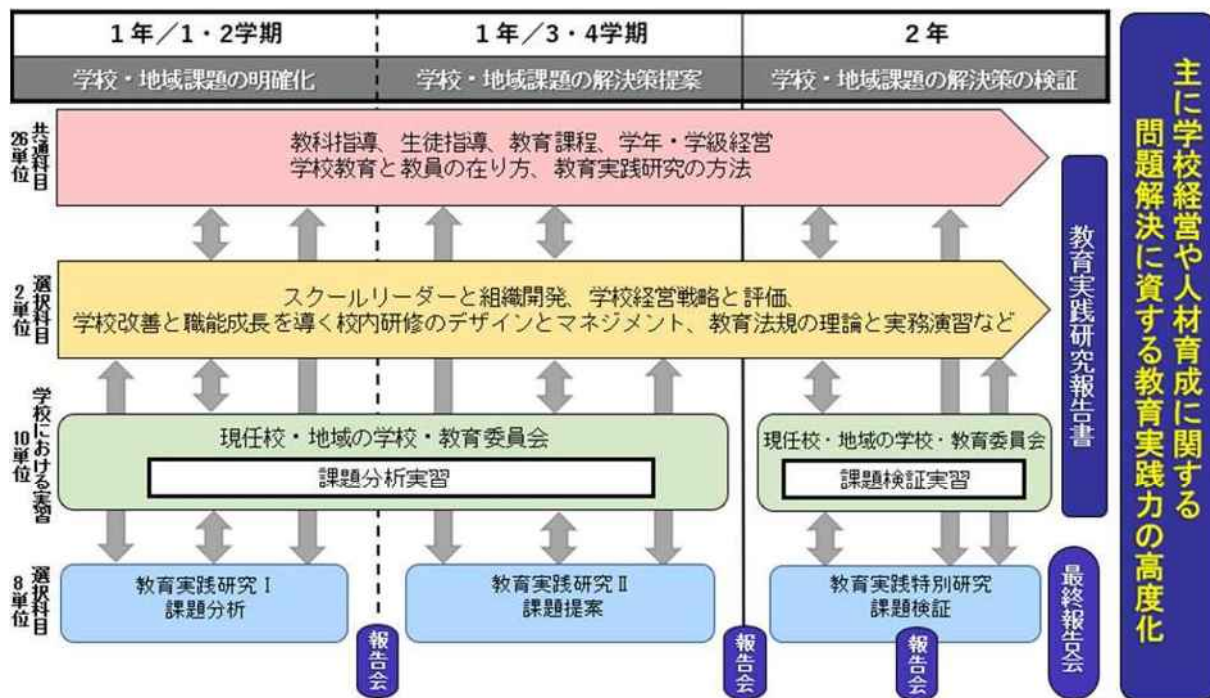 1年／1・2学期
1年／3・4学期
2年
学校・地域課題の明確化
学校・地域課題の解決策提案
学校・地域課題の解決策の検証
共通科目
26単位
教科指導、生徒指導、教育課程、学年・学級経営
学校教育と教員の在り方、教育実践研究の方法
選択科目
2単位
スクールリーダーと組織開発、学校経営戦略と評価、
学校改善と職能成長を導く校内研修のデザインとマネジメント、教育法規の理論と実務演習など
学校における実習
10単位
現任校・地域の学校・教育委員会
課題分析実習
現任校・地域の学校・教育委員会
課題検証実習
選択科目
8単位
教育実践研究Ⅰ
課題分析
教育実践研究Ⅱ
課題提案
教育実践特別研究
課題検証
報告会
報告会
報告会
教育実践研究報告書
最終報告会
主に学校経営や人材育成に関する
問題解決に資する教育実践力の高度化